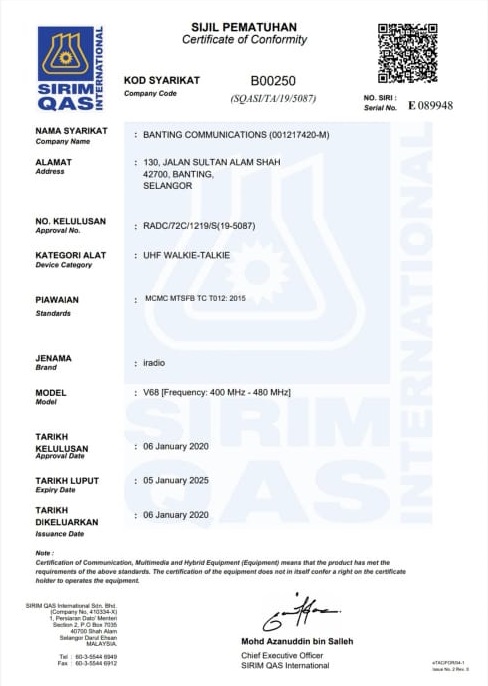 SIJIL PEMATUHAN
Certificate of Conformity
SIRIM
QAS
INTERNATIONAL
KOD SYARIKAT
Company Code
B00250
(SQASI/TA/19/5087)
NO. SIRI :
Serial No.
E 089948
NAMA SYARIKAT
Company Name
: BANTING COMMUNICATIONS (001217420-M)
ALAMAT
Address
: 130, JALAN SULTAN ALAM SHAH
42700, BANTING,
SELANGOR
NO. KELULUSAN
Approval No.
: RADC/72C/1219/S(19-5087)
KATEGORI ALAT
Device Category
: UHF WALKIE-TALKIE
PIAWAIAN
Standards
: MCMC MTSFB TC T012: 2015
JENAMA
Brand
: iradio
MODEL
Model
: V68 [Frequency: 400 MHz - 480 MHz]
TARIKH
KELULUSAN
Approval Date
: 06 January 2020
TARIKH LUPUT
Expiry Date
: 05 January 2025
TARIKH
DIKELUARKAN
Issuance Date
: 06 January 2020
SIRIM
QAS
INTERNATIONAL
Note :
Certification of Communication, Multimedia and Hybrid Equipment (Equipment) means that the product has met the
requirements of the above standards. The certification of the equipment does not in itself confer a right on the certificate
holder to operates the equipment.
SIRIM QAS International Sdn. Bhd.
(Company No. 410334-X)
1, Persiaran Dato' Menteri
Section 2, P.O Box 7035
40700 Shah Alam
Selangor Darul Ehsan
MALAYSIA.
Tel : 60-3-5544 6949
Fax : 60-3-5544 6912
Mohd Azanuddin bin Salleh
Chief Executive Officer
SIRIM QAS International
Issue No. 2 Rev. 0